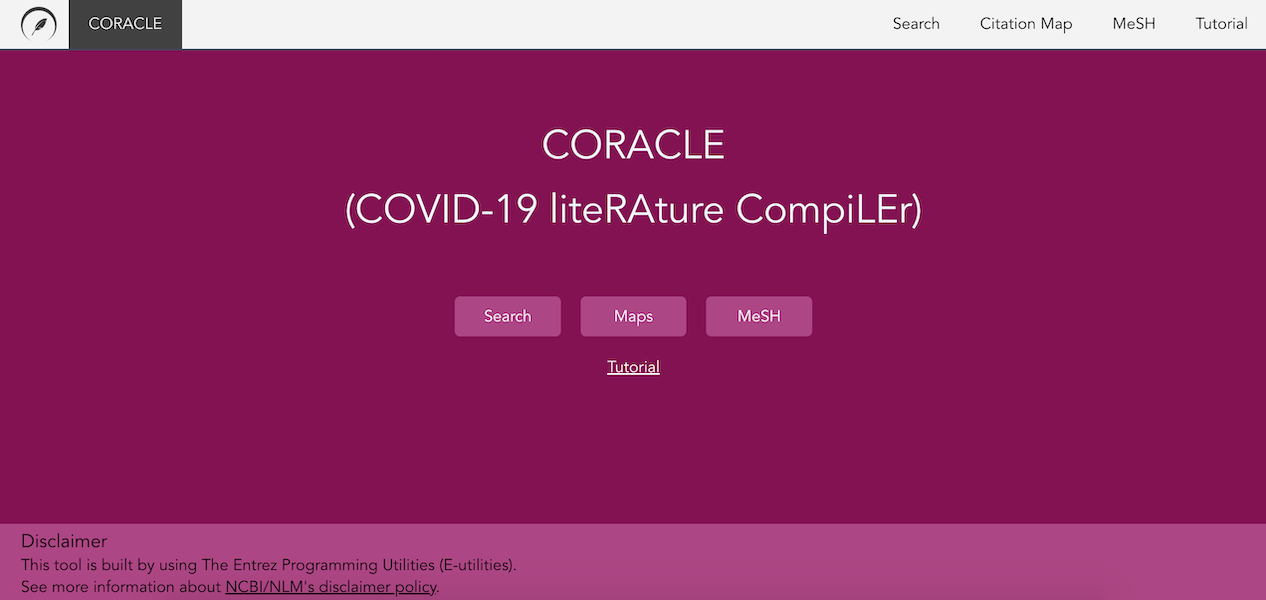 CORACLE
Search
Citation Map
MeSH
Tutorial
CORACLE
(COVID-19 liteRAture CompiLEr)
Search
Maps
MeSH
Tutorial
Disclaimer
This tool is built by using The Entrez Programming Utilities (E-utilities).
See more information about NCBI/NLM's disclaimer policy.